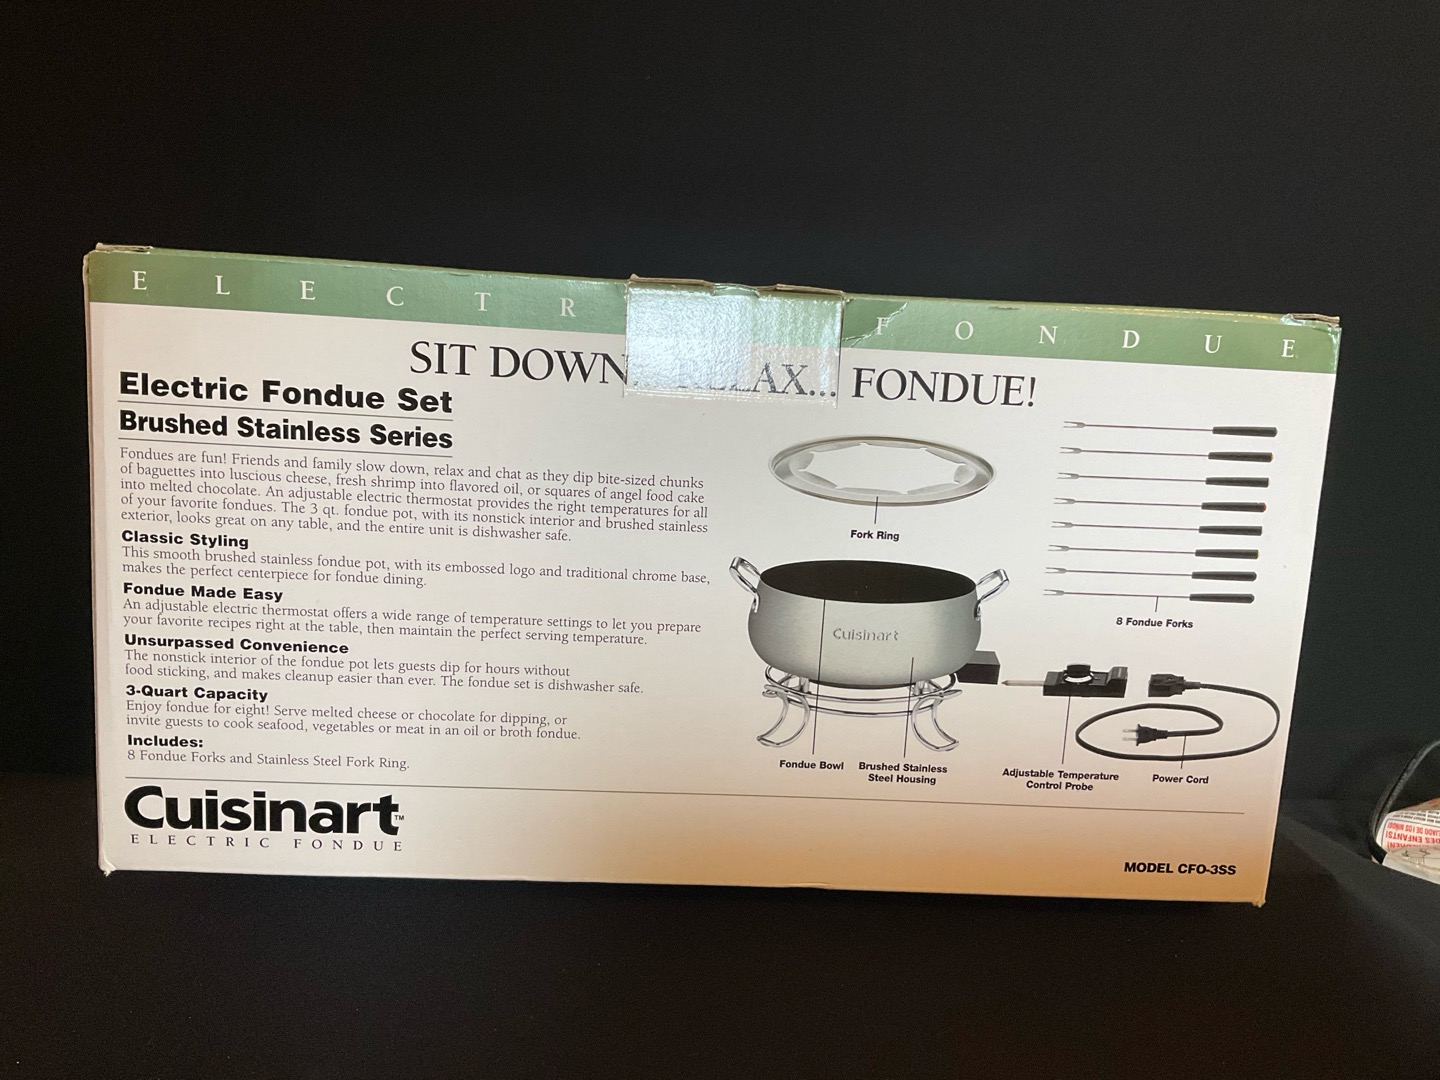 E L E C T R F O N D U E
SIT DOWN... RELAX... FONDUE!
Electric Fondue Set
Brushed Stainless Series
Fondues are fun! Friends and family slow down, relax and chat as they dip bite-sized chunks
of baguettes into luscious cheese, fresh shrimp into flavored oil, or squares of angel food cake
into melted chocolate. An adjustable electric thermostat provides the right temperatures for all
of your favorite fondues. The 3 qt. fondue pot, with its nonstick interior and brushed stainless
exterior, looks great on any table, and the entire unit is dishwasher safe.
Classic Styling
This smooth brushed stainless fondue pot, with its embossed logo and traditional chrome base,
makes the perfect centerpiece for fondue dining.
Fondue Made Easy
An adjustable electric thermostat offers a wide range of temperature settings to let you prepare
your favorite recipes right at the table, then maintain the perfect serving temperature.
Unsurpassed Convenience
The nonstick interior of the fondue pot lets guests dip for hours without
food sticking, and makes cleanup easier than ever. The fondue set is dishwasher safe.
3-Quart Capacity
Enjoy fondue for eight! Serve melted cheese or chocolate for dipping, or
invite guests to cook seafood, vegetables or meat in an oil or broth fondue.
Includes:
8 Fondue Forks and Stainless Steel Fork Ring.
Cuisinart™
ELECTRIC FONDUE
Fork Ring
8 Fondue Forks
Cuisinart
Fondue Bowl
Brushed Stainless
Steel Housing
Adjustable Temperature
Control Probe
Power Cord
MODEL CFO-3SS